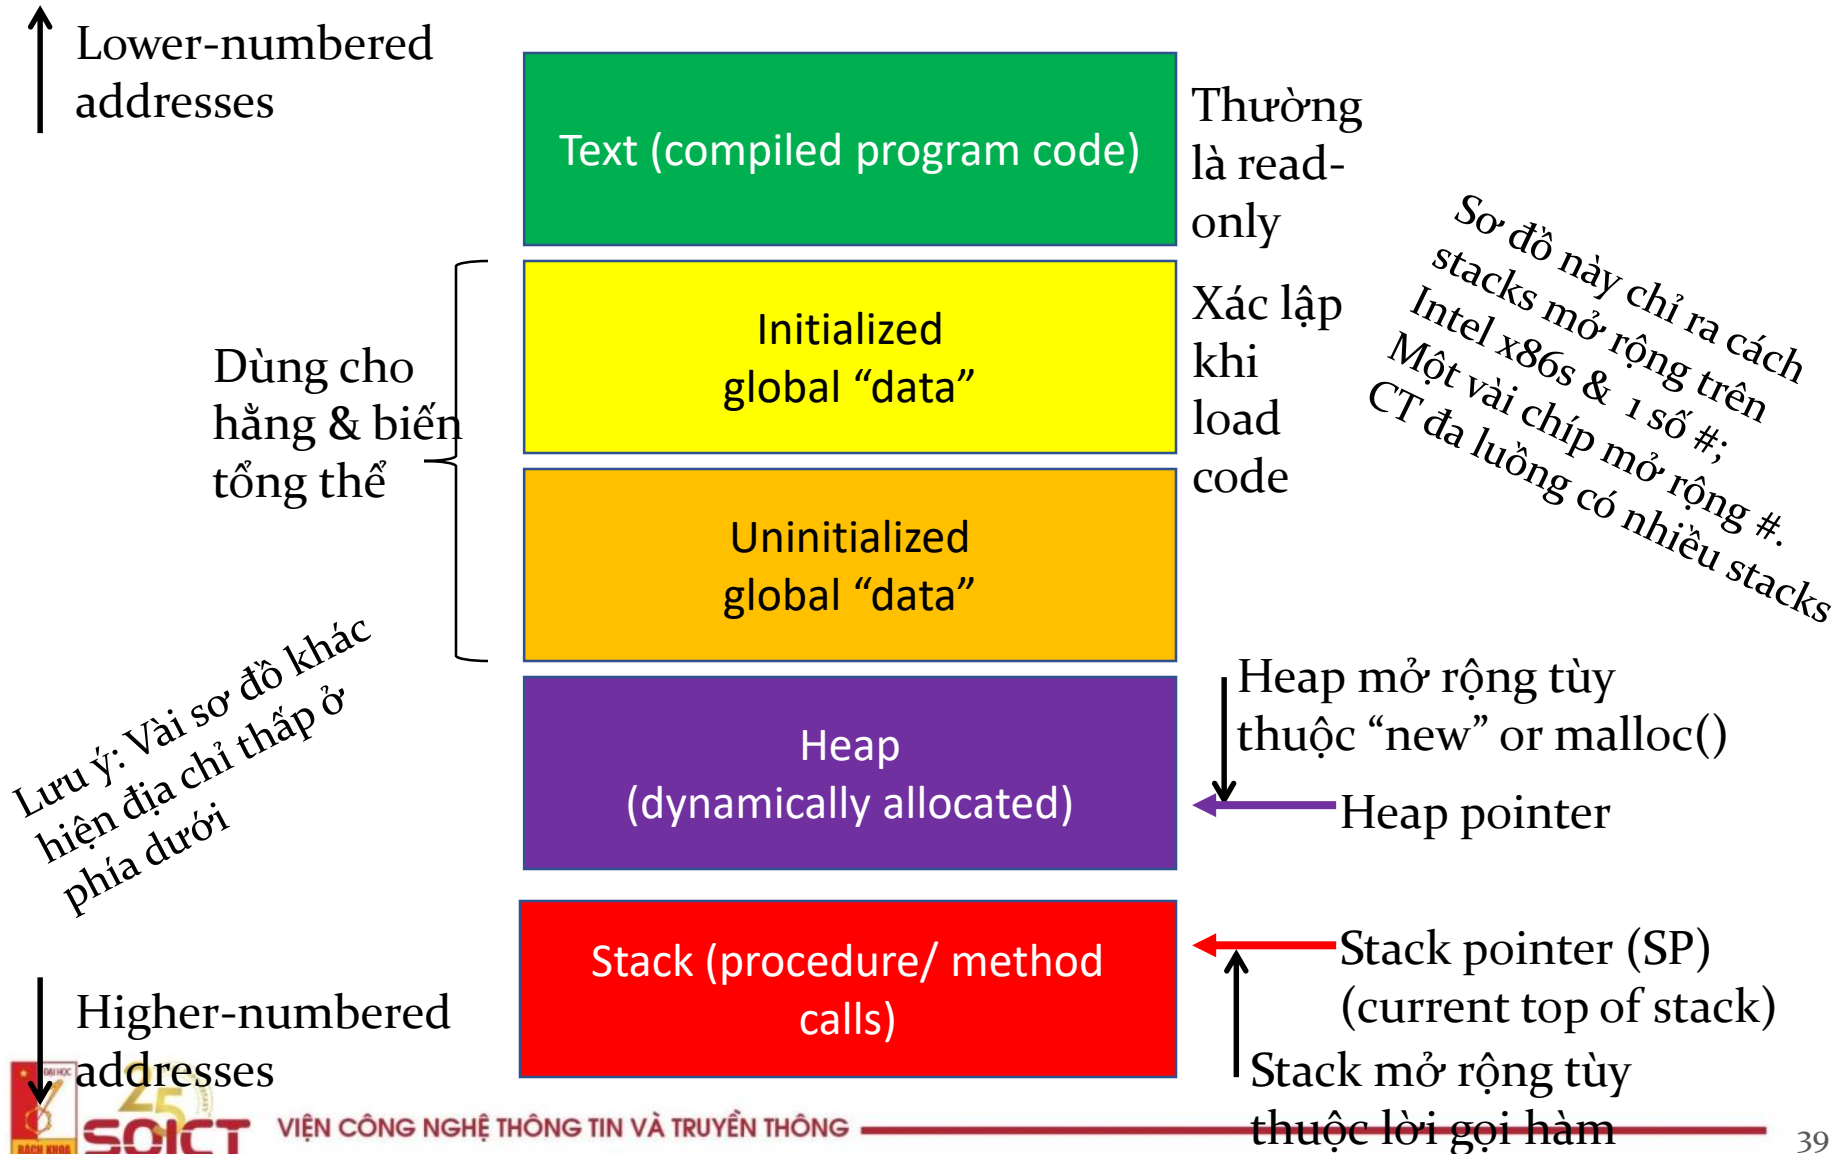 Lower-numbered
addresses
Text (compiled program code)
Thường
là read-
only
Initialized
global “data”
Xác lập
khi
load
code
Dùng cho
hằng & biến
tổng thể
Uninitialized
global “data”
Sơ đồ này chỉ ra cách
stacks mở rộng trên
Intel x86s & 1 số #;
Một vài chíp mở rộng #.
CT đa luồng có nhiều stacks
Lưu ý: Vài sơ đồ khác
hiện địa chỉ thấp ở
phía dưới
Heap
(dynamically allocated)
Heap mở rộng tùy
thuộc “new” or malloc()
Heap pointer
Stack (procedure/ method
calls)
Stack pointer (SP)
(current top of stack)
Stack mở rộng tùy
thuộc lời gọi hàm
Higher-numbered
addresses
ĐẠI HỌC
BÁCH KHOA
25
SOICT
VIỆN CÔNG NGHỆ THÔNG TIN VÀ TRUYỀN THÔNG
39